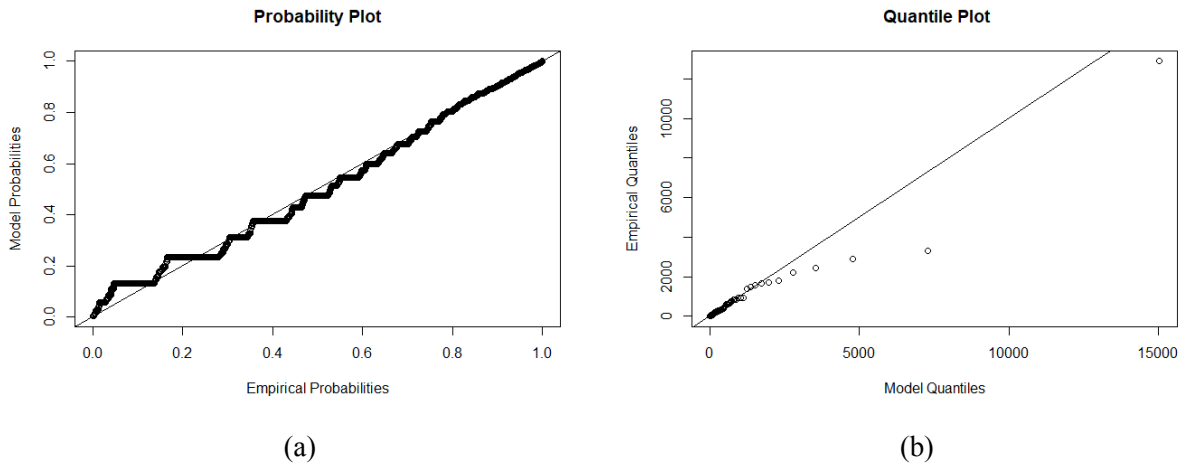 Probability Plot
Model Probabilities
0.0 0.2 0.4 0.6 0.8 1.0
0.0 0.2 0.4 0.6 0.8 1.0
Empirical Probabilities
(a)
Quantile Plot
Empirical Quantiles
0 2000 6000 10000
0 5000 10000 15000
Model Quantiles
(b)